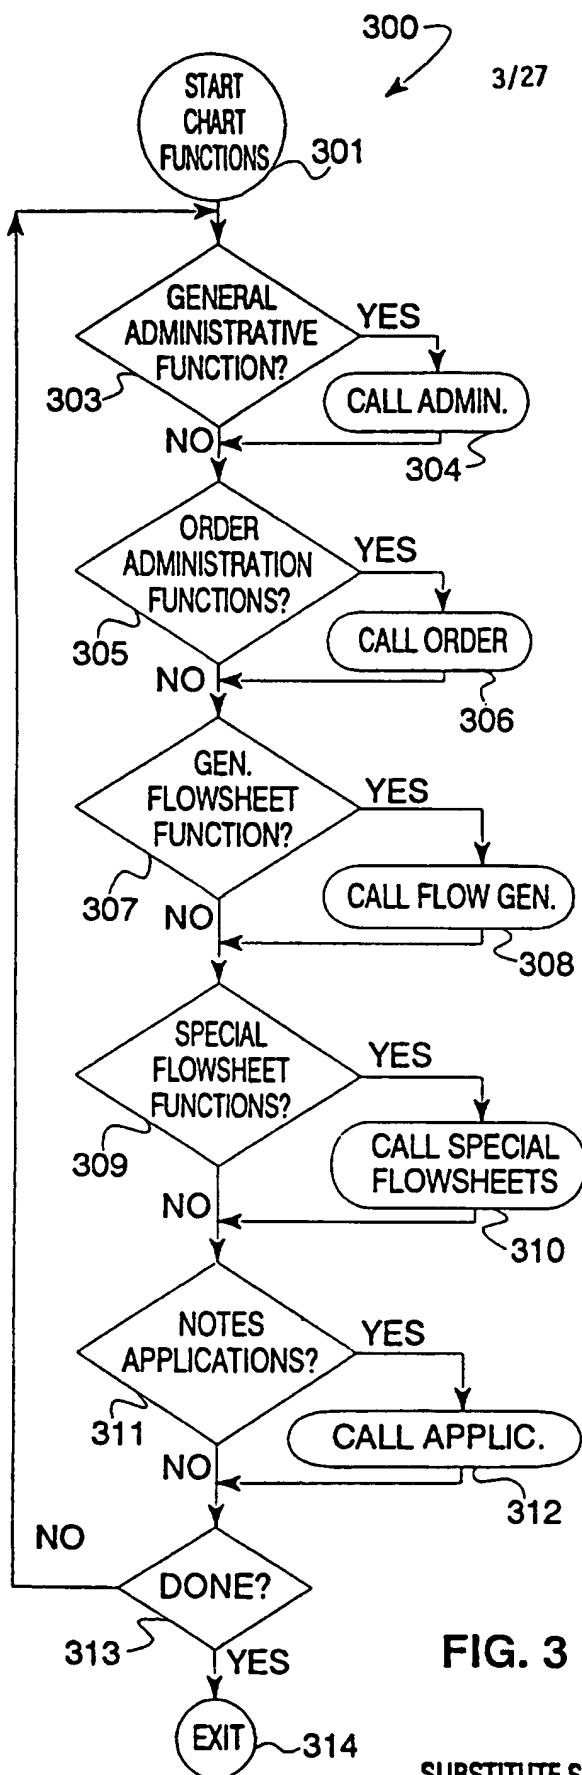 300
3/27
START
CHART
FUNCTIONS
301
GENERAL
ADMINISTRATIVE
FUNCTION?
YES
303
CALL ADMIN.
NO
304
ORDER
ADMINISTRATION
FUNCTIONS?
YES
305
CALL ORDER
NO
306
GEN.
FLOWSHEET
FUNCTION?
YES
307
CALL FLOW GEN.
NO
308
SPECIAL
FLOWSHEET
FUNCTIONS?
YES
309
CALL SPECIAL
FLOWSHEETS
NO
310
NOTES
APPLICATIONS?
YES
311
CALL APPLIC.
NO
312
NO
DONE?
313
YES
FIG. 3
EXIT
314
SUBSTITUTE S